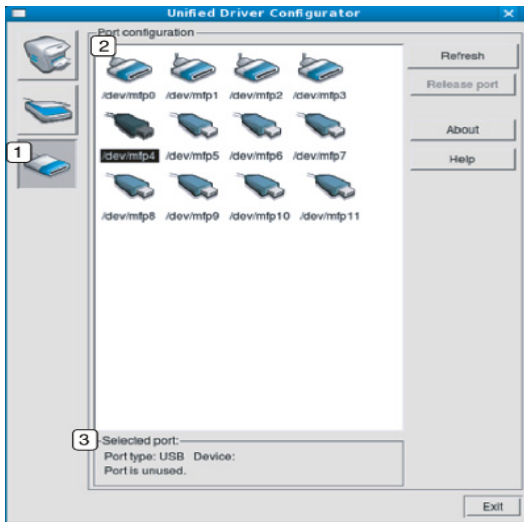 Unified Driver Configurator
Port configuration
2
Refresh
/dev/mfp0 /dev/mfp1 /dev/mfp2 /dev/mfp3
Release port
1
About
/dev/mfp4 /dev/mfp5 /dev/mfp6 /dev/mfp7
Help
/dev/mfp8 /dev/mfp9 /dev/mfp10 /dev/mfp11
3
Selected port:
Port type: USB Device:
Port is unused.
Exit